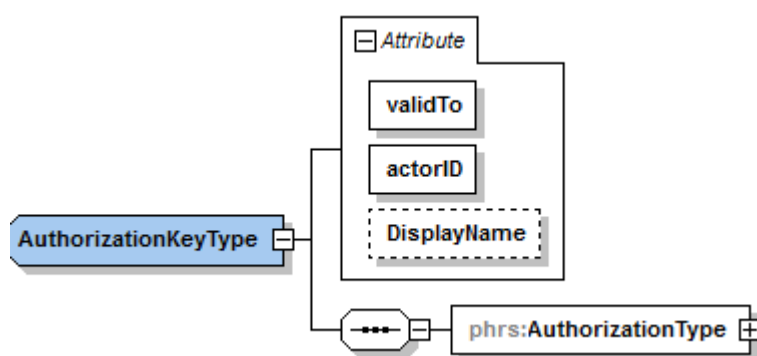 Attribute
validTo
actorID
DisplayName
AuthorizationKeyType
phrs:AuthorizationType